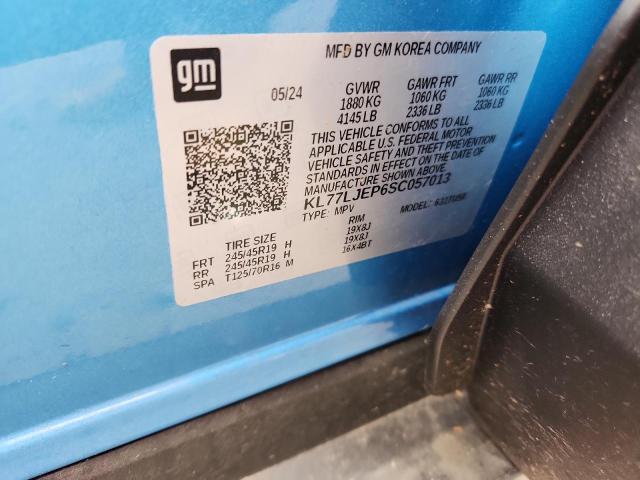 gm
MFD BY GM KOREA COMPANY
05/24
GVWR GAWR FRT GAWR RR
1880 KG 1060 KG 1060 KG
4145 LB 2336 LB 2336 LB
THIS VEHICLE CONFORMS TO ALL
APPLICABLE U.S. FEDERAL MOTOR
VEHICLE SAFETY AND THEFT PREVENTION
STANDARDS IN EFFECT ON THE DATE OF
MANUFACTURE SHOWN ABOVE.
KL77LJEP6SC057013
TYPE: MPV MODEL:
TIRE SIZE RIM
FRT 245/45R19 H 19X8J
RR 245/45R19 H 19X8J
SPA T125/70R16 M 16X4BT